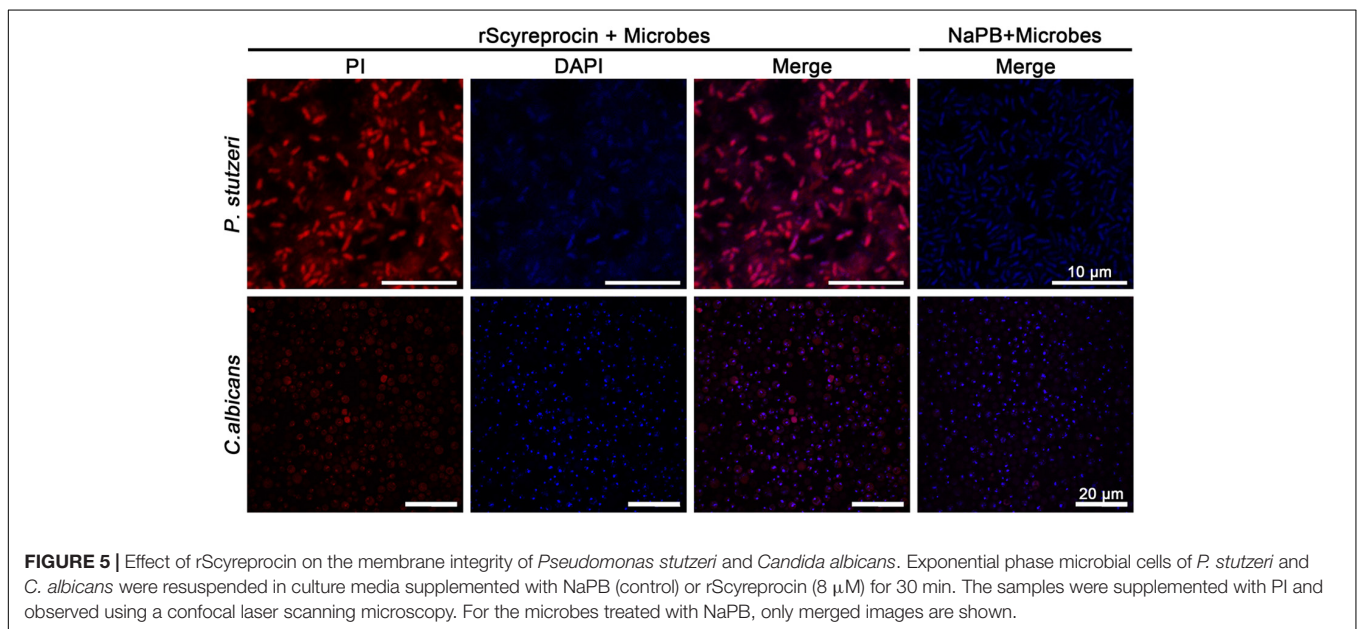 rScyreprocin + Microbes NaPB+Microbes
PI DAPI Merge Merge
P. stutzeri
10 μm
C.albicans
20 μm
FIGURE 5 | Effect of rScyreprocin on the membrane integrity of Pseudomonas stutzeri and Candida albicans. Exponential phase microbial cells of P. stutzeri and
C. albicans were resuspended in culture media supplemented with NaPB (control) or rScyreprocin (8 μM) for 30 min. The samples were supplemented with PI and
observed using a confocal laser scanning microscopy. For the microbes treated with NaPB, only merged images are shown.